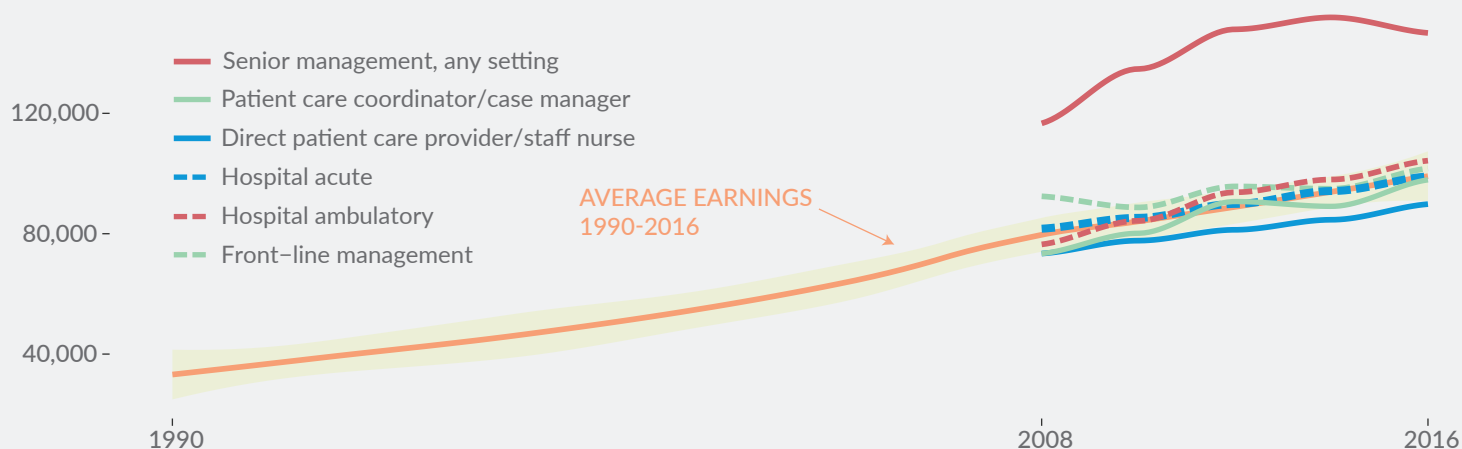 Senior management, any setting
Patient care coordinator/case manager
Direct patient care provider/staff nurse
Hospital acute
Hospital ambulatory
Front–line management
120,000
80,000
40,000
AVERAGE EARNINGS
1990-2016
1990
2008
2016